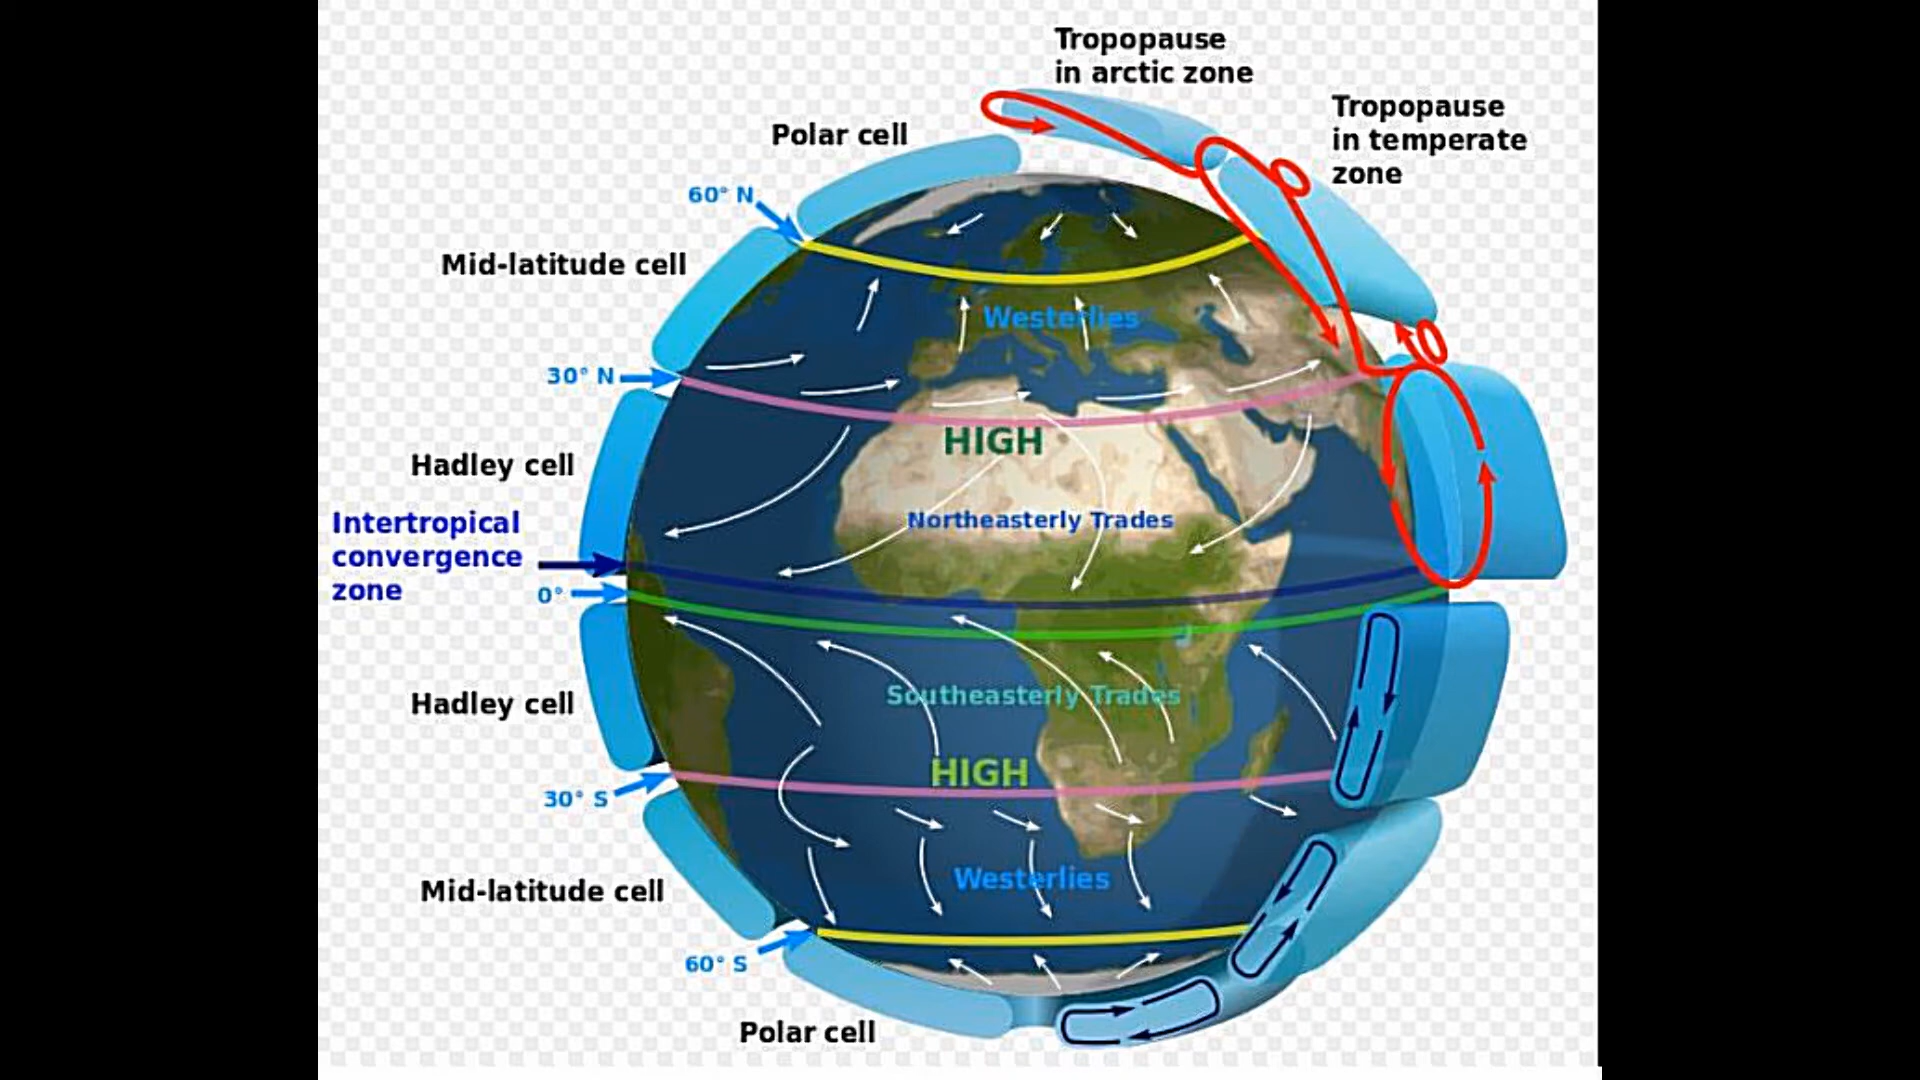 Tropopause
in arctic zone
Tropopause
in temperate
zone
Polar cell
60° N
Mid-latitude cell
Westerlies
30° N
HIGH
Hadley cell
Northeasterly Trades
Intertropical
convergence
zone
0°
Southeasterly Trades
Hadley cell
HIGH
30° S
Westerlies
Mid-latitude cell
60° S
Polar cell